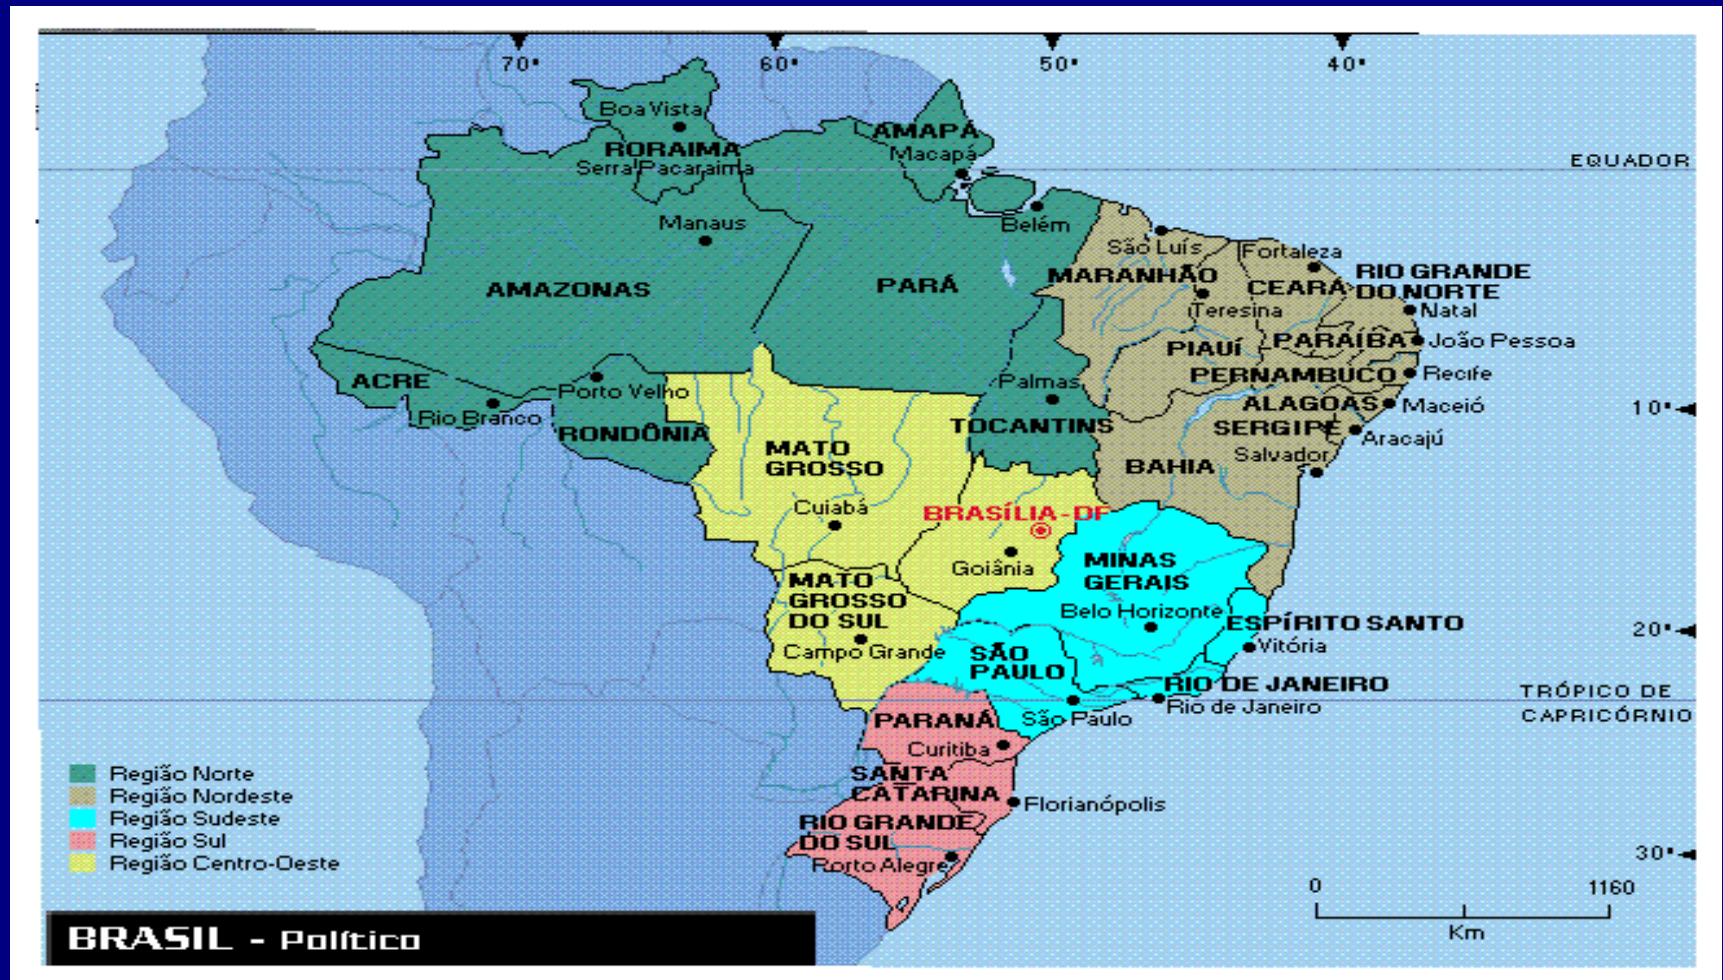 70°
60°
50°
40°
Boa Vista
RORAIMA
Serra Pacaraima
AMAPÁ
Macapá
EQUADOR
Manaus
Belém
São Luís
Fortaleza
AMAZONAS
PARÁ
MARANHÃO
CEARÁ
RIO GRANDE
DO NORTE
Teresina
Natal
PIAUÍ
PARAÍBA
João Pessoa
ACRE
Porto Velho
Palmas
PERNAMBUCO
Recife
Rio Branco
ALAGOAS
Maceió
10°
RONDÔNIA
TOCANTINS
SERGIPE
Aracajú
MATO
GROSSO
BAHIA
Salvador
Cuiabá
BRASÍLIA-DF
Goiânia
MINAS
GERAIS
MATO
GROSSO
DO SUL
Belo Horizonte
ESPÍRITO SANTO
20°
Vitória
Campo Grande
SÃO
PAULO
RIO DE JANEIRO
Rio de Janeiro
TRÓPICO DE
CAPRICÓRNIO
PARANÁ
São Paulo
Curitiba
SANTA
CATARINA
Florianópolis
RIO GRANDE
DO SUL
Porto Alegre
30°
Região Norte
Região Nordeste
Região Sudeste
Região Sul
Região Centro-Oeste
0 1160
Km
BRASIL - Político